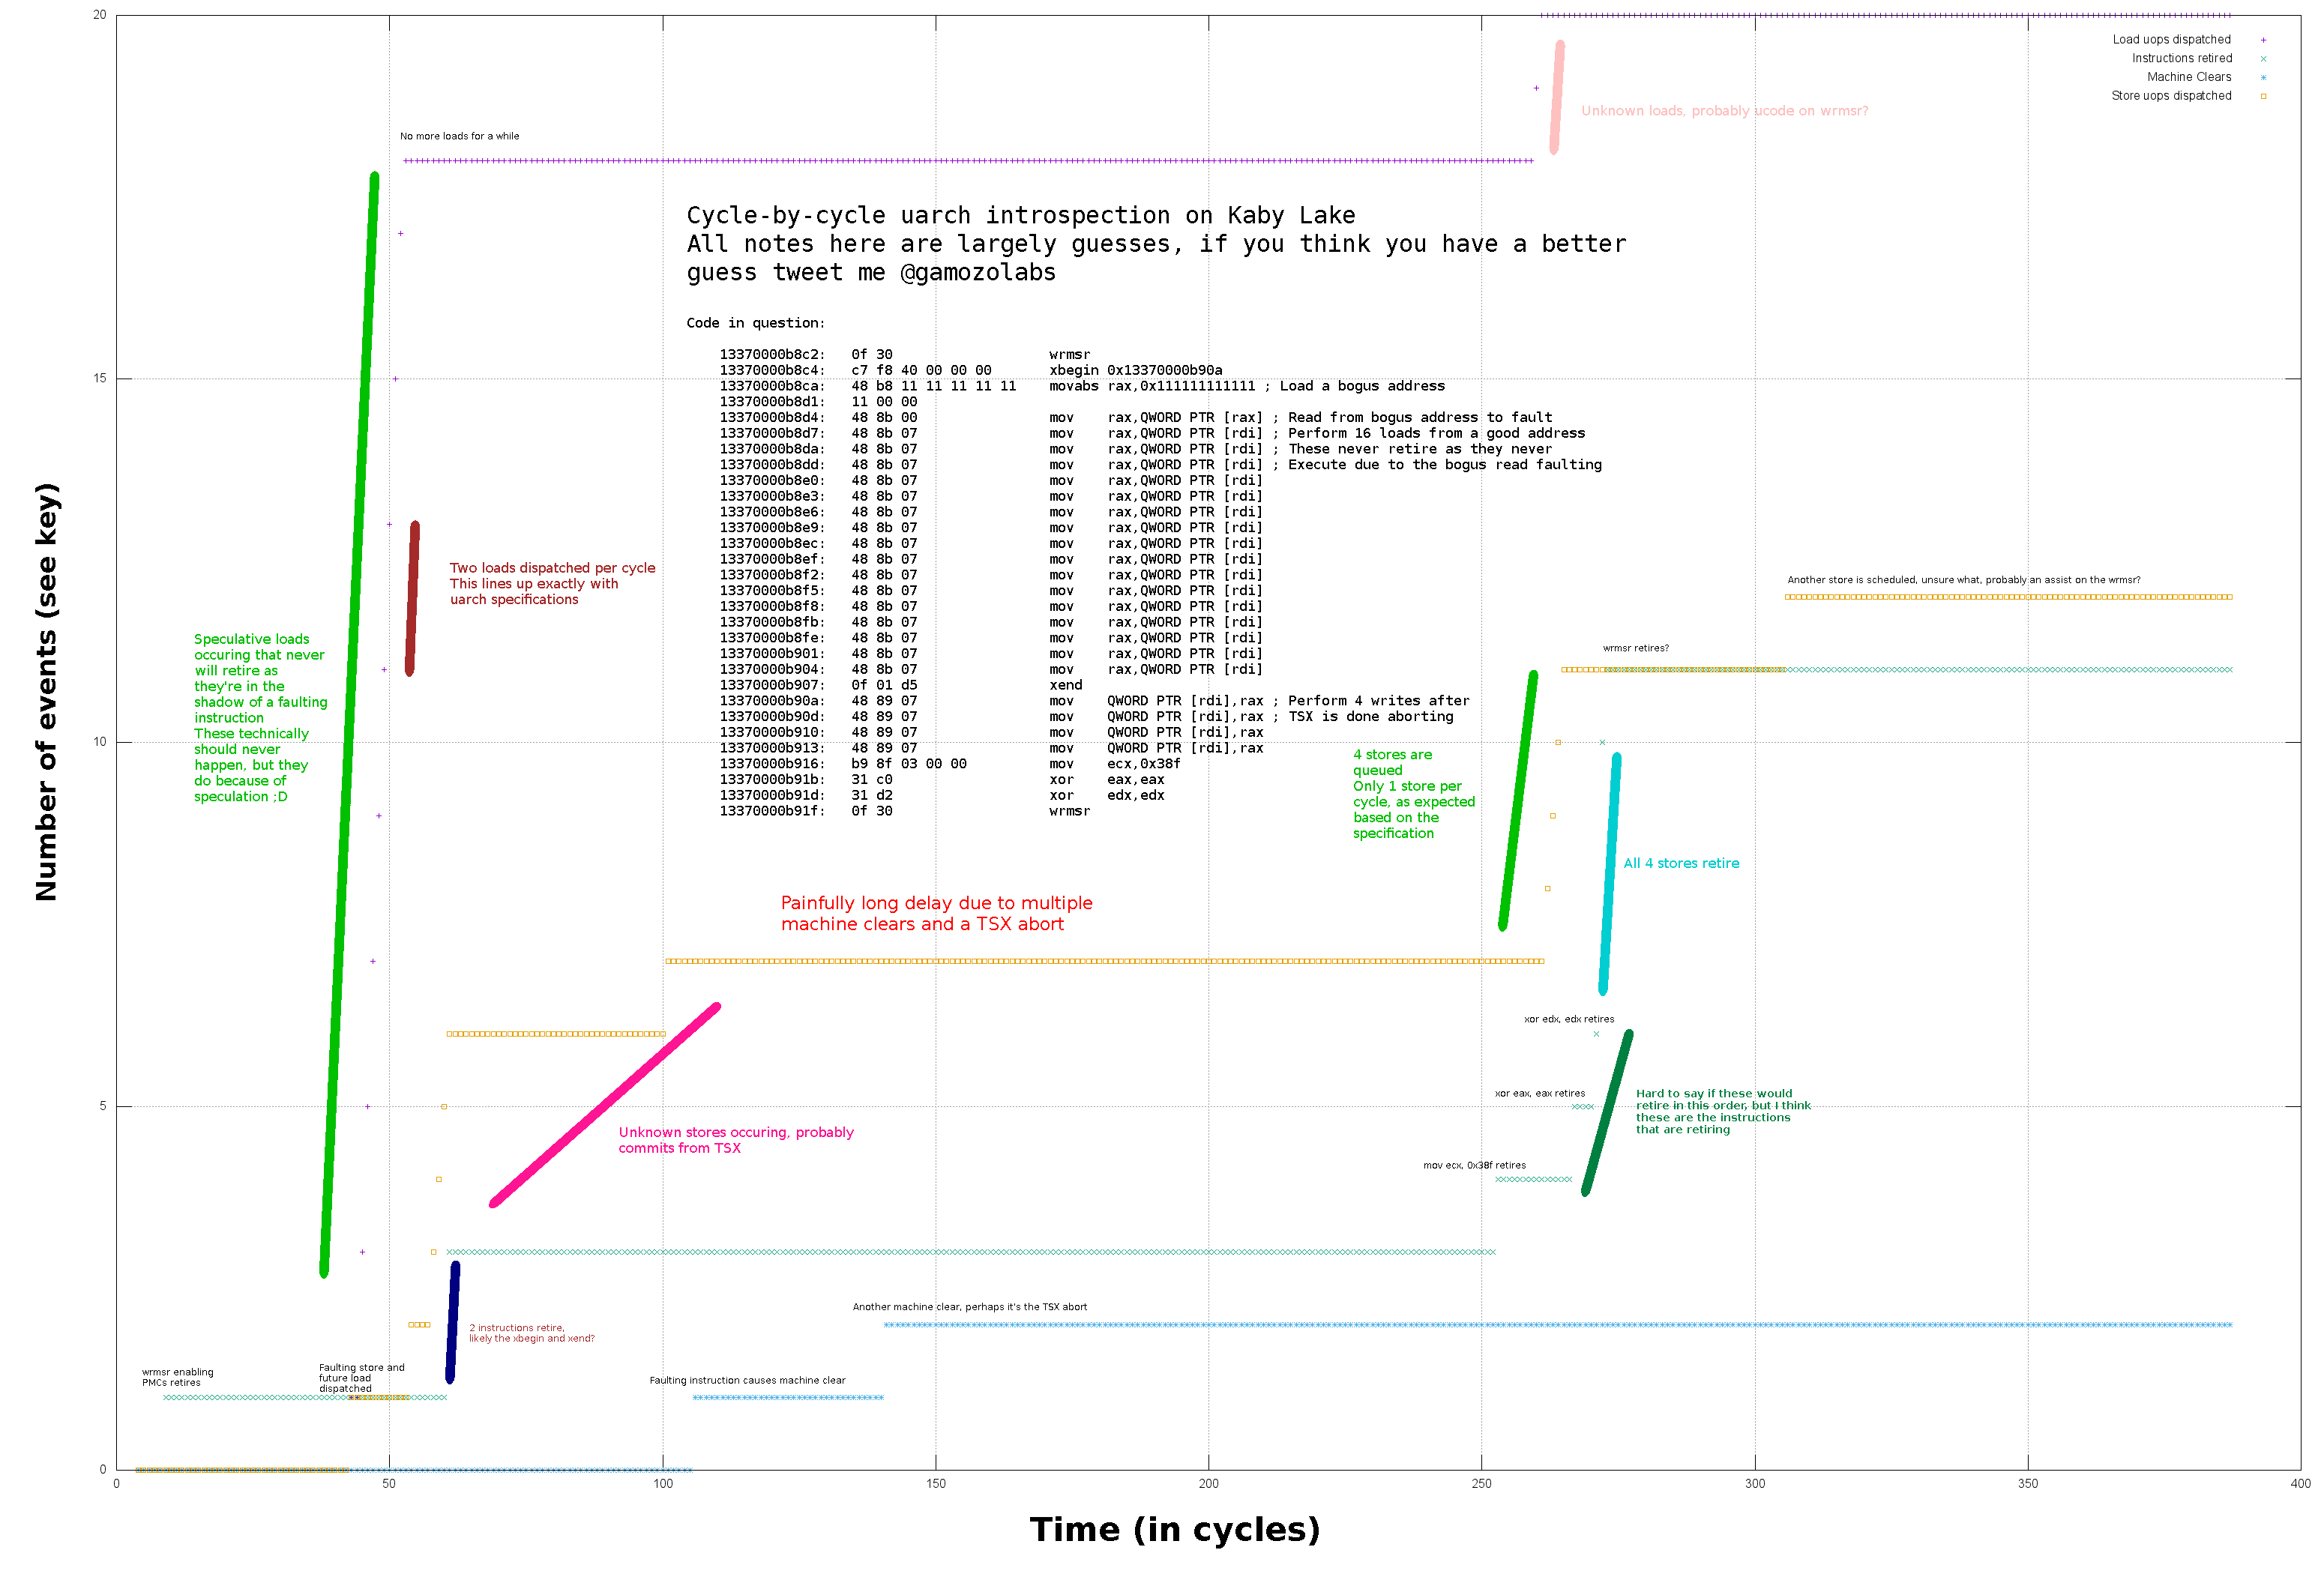 20
Load uops dispatched
Instructions retired
Machine Clears
Store uops dispatched
Unknown loads, probably ucode on wrmsr?
No more loads for a while
Cycle-by-cycle uarch introspection on Kaby Lake
All notes here are largely guesses, if you think you have a better
guess tweet me @gamozolabs
Code in question:
13370000b8c2: 0f 30 wrmsr
13370000b8c4: c7 f8 40 00 00 00 xbegin 0x13370000b90a
13370000b8ca: 48 b8 11 11 11 11 11 movabs rax,0x111111111111 ; Load a bogus address
13370000b8d1: 11 00 00
13370000b8d4: 48 8b 00 mov rax,QWORD PTR [rax] ; Read from bogus address to fault
13370000b8d7: 48 8b 07 mov rax,QWORD PTR [rdi] ; Perform 16 loads from a good address
13370000b8da: 48 8b 07 mov rax,QWORD PTR [rdi] ; These never retire as they never
13370000b8dd: 48 8b 07 mov rax,QWORD PTR [rdi] ; Execute due to the bogus read faulting
13370000b8e0: 48 8b 07 mov rax,QWORD PTR [rdi]
13370000b8e3: 48 8b 07 mov rax,QWORD PTR [rdi]
13370000b8e6: 48 8b 07 mov rax,QWORD PTR [rdi]
13370000b8e9: 48 8b 07 mov rax,QWORD PTR [rdi]
13370000b8ec: 48 8b 07 mov rax,QWORD PTR [rdi]
13370000b8ef: 48 8b 07 mov rax,QWORD PTR [rdi]
13370000b8f2: 48 8b 07 mov rax,QWORD PTR [rdi]
13370000b8f5: 48 8b 07 mov rax,QWORD PTR [rdi]
13370000b8f8: 48 8b 07 mov rax,QWORD PTR [rdi]
13370000b8fb: 48 8b 07 mov rax,QWORD PTR [rdi]
13370000b8fe: 48 8b 07 mov rax,QWORD PTR [rdi]
13370000b901: 48 8b 07 mov rax,QWORD PTR [rdi]
13370000b904: 48 8b 07 mov rax,QWORD PTR [rdi]
13370000b907: 0f 01 d5 xend
13370000b90a: 48 89 07 mov QWORD PTR [rdi],rax ; Perform 4 writes after
13370000b90d: 48 89 07 mov QWORD PTR [rdi],rax ; TSX is done aborting
13370000b910: 48 89 07 mov QWORD PTR [rdi],rax
13370000b913: 48 89 07 mov QWORD PTR [rdi],rax
13370000b916: b9 8f 03 00 00 mov ecx,0x38f
13370000b91b: 31 c0 xor eax,eax
13370000b91d: 31 d2 xor edx,edx
13370000b91f: 0f 30 wrmsr
15
Two loads dispatched per cycle
This lines up exactly with
uarch specifications
Speculative loads
occuring that never
will retire as
they're in the
shadow of a faulting
instruction
These technically
should never
happen, but they
do because of
speculation ;D
Another store is scheduled, unsure what, probably an assist on the wrmsr?
wrmsr retires?
10
4 stores are
queued
Only 1 store per
cycle, as expected
based on the
specification
All 4 stores retire
Painfully long delay due to multiple
machine clears and a TSX abort
xor edx, edx retires
xor eax, eax retires
Hard to say if these would
retire in this order, but I think
these are the instructions
that are retiring
5
Unknown stores occuring, probably
commits from TSX
mov ecx, 0x38f retires
Another machine clear, perhaps it's the TSX abort
2 instructions retire,
likely the xbegin and xend?
wrmsr enabling
PMCs retires
Faulting store and
future load
dispatched
Faulting instruction causes machine clear
0
0 50 100 150 200 250 300 350 400
Time (in cycles)
Number of events (see key)